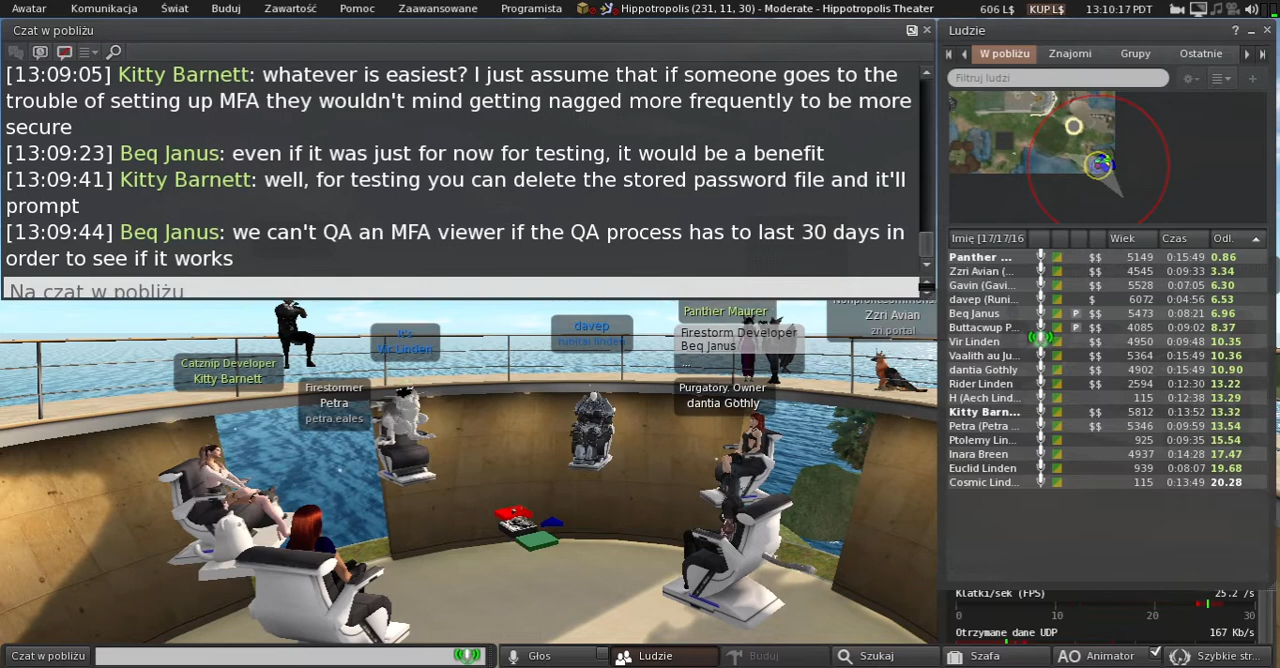 Awatar Komunikacja Świat Buduj Zawartość Pomoc Zaawansowane Programista Hippotropolis (231, 11, 30) - Moderate - Hippotropolis Theater 606 L$ KUP L$ 13:10:17 PDT
Czat w pobliżu
[13:09:05] Kitty Barnett: whatever is easiest? I just assume that if someone goes to the
trouble of setting up MFA they wouldn't mind getting nagged more frequently to be more
secure
[13:09:23] Beq Janus: even if it was just for now for testing, it would be a benefit
[13:09:41] Kitty Barnett: well, for testing you can delete the stored password file and it'll
prompt
[13:09:44] Beq Janus: we can't QA an MFA viewer if the QA process has to last 30 days in
order to see if it works
Na czat w pobliżu
Catznip Developer
Kitty Barnett
Firestormer
Petra
petra.eales
It's
Vir Linden
davep
Panther Maurer
Firestorm Developer
Beq Janus
...
Purgatory. Owner
dantia Gothly
Zzri Avian
zn portal
Ludzie
W pobliżu Znajomi Grupy Ostatnie
Filtruj ludzi
Imię [17/17/16 Wiek Czas Odl.
Panther ... $$ 5149 0:15:49 0.86
Zzri Avian (... $$ 4545 0:09:33 3.34
Gavin (Gavi... $$ 5528 0:07:05 6.30
davep (Runi... $ 6072 0:04:56 6.53
Beq Janus P $$ 5473 0:08:21 6.96
Buttacwup P... P $$ 4085 0:09:02 8.37
Vir Linden $$ 4950 0:09:48 10.35
Vaalith au Ju... $$ 5364 0:15:49 10.36
dantia Gothly $$ 4902 0:15:49 10.90
Rider Linden $$ 2594 0:12:30 13.22
H (Aech Lind... 115 0:12:38 13.29
Kitty Barn... $$ 5812 0:13:52 13.32
Petra (Petra ... $$ 5346 0:09:59 13.54
Ptolemy Lin... 925 0:09:35 15.54
Inara Breen 4937 0:14:28 17.47
Euclid Linden 939 0:08:07 19.68
Cosmic Lind... 115 0:13:49 20.28
Klatki/sek (FPS) 25.2 /s
0 10 20 30
Otrzymane dane UDP 167 Kb/s
Czat w pobliżu Głos Ludzie Buduj Szukaj Szafa AO Animator Szybkie str...